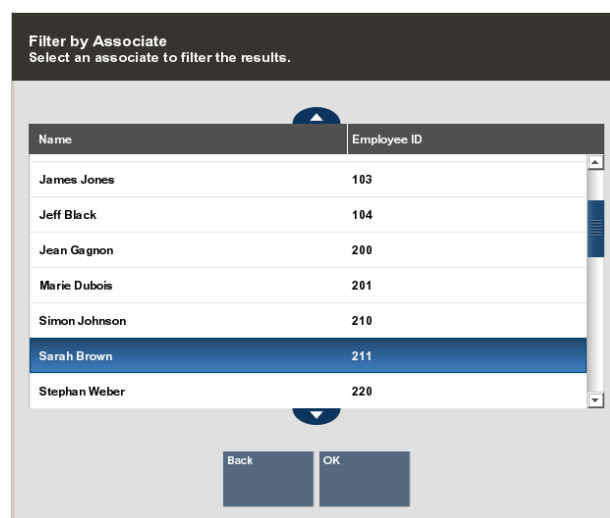 Filter by Associate
Select an associate to filter the results.
Name Employee ID
James Jones 103
Jeff Black 104
Jean Gagnon 200
Marie Dubois 201
Simon Johnson 210
Sarah Brown 211
Stephan Weber 220
Back OK